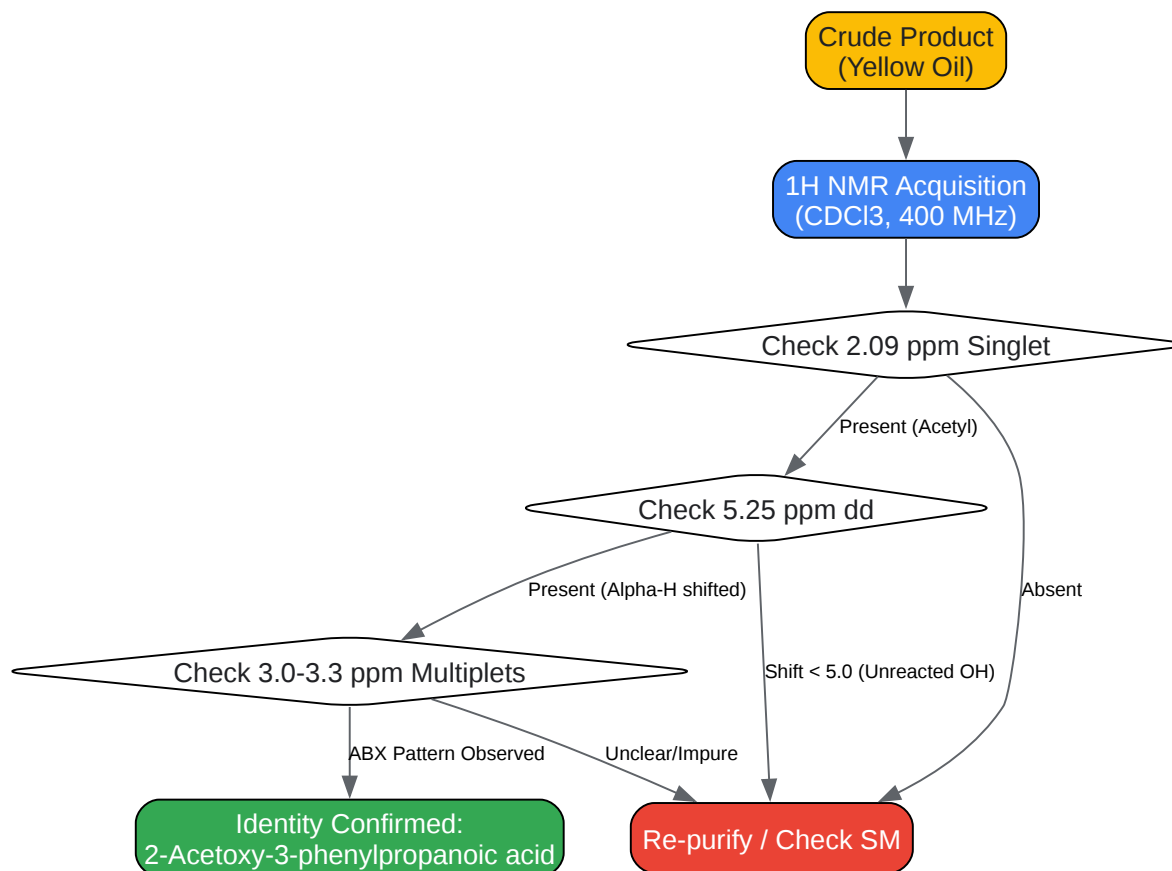 Crude Product
(Yellow Oil)
1H NMR Acquisition
(CDCl3, 400 MHz)
Check 2.09 ppm Singlet
Present (Acetyl)
Check 5.25 ppm dd
Present (Alpha-H shifted)
Absent
Check 3.0-3.3 ppm Multiplets
Shift < 5.0 (Unreacted OH)
ABX Pattern Observed
Unclear/Impure
Identity Confirmed:
2-Acetoxy-3-phenylpropanoic acid
Re-purify / Check SM